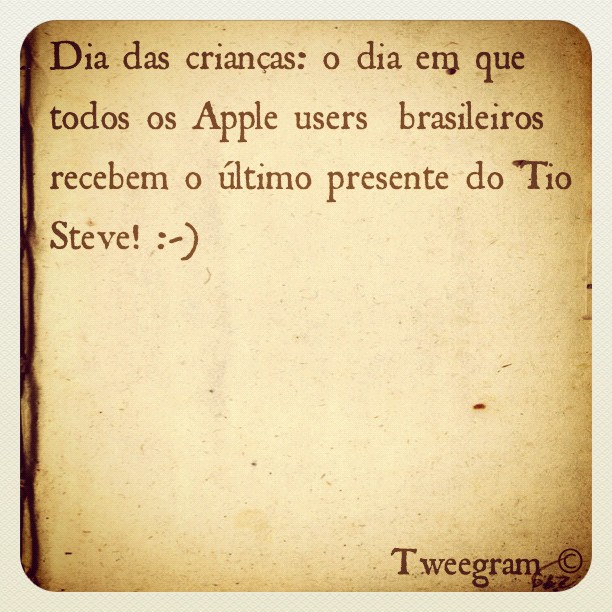 Dia das crianças: o dia em que
todos os Apple users brasileiros
recebem o último presente do Tio
Steve! :-)
Tweegram ©